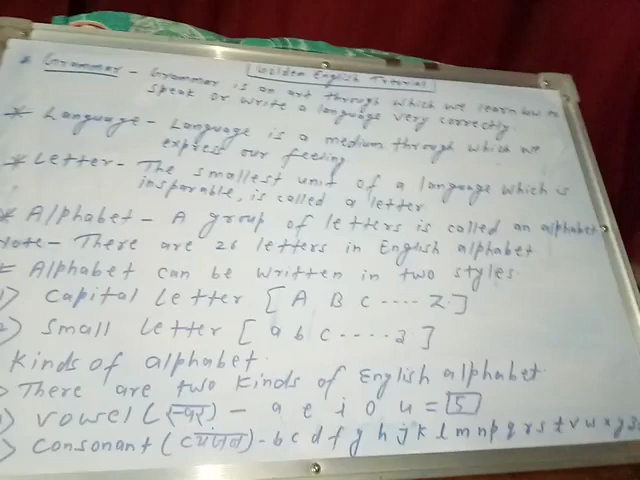 Golden English Tutorial
* Grammar - Grammar is an art through which we learn how to
speak or write a language very correctly.
* Language - Language is a medium through which we
express our feeling
* Letter - The smallest unit of a language which is
insparable, is called a letter
* Alphabet - A group of letters is called an alphabet.
Note - There are 26 letters in English alphabet
* Alphabet can be written in two styles.
1) Capital Letter [ A B C ---- Z ]
2) Small Letter [ a b c ----- z ]
Kinds of alphabet.
There are two kinds of English alphabet.
1) Vowel (स्वर) - a e i o u = 5
2) Consonant (व्यंजन) - b c d f g h j k l m n p q r s t v w x y z